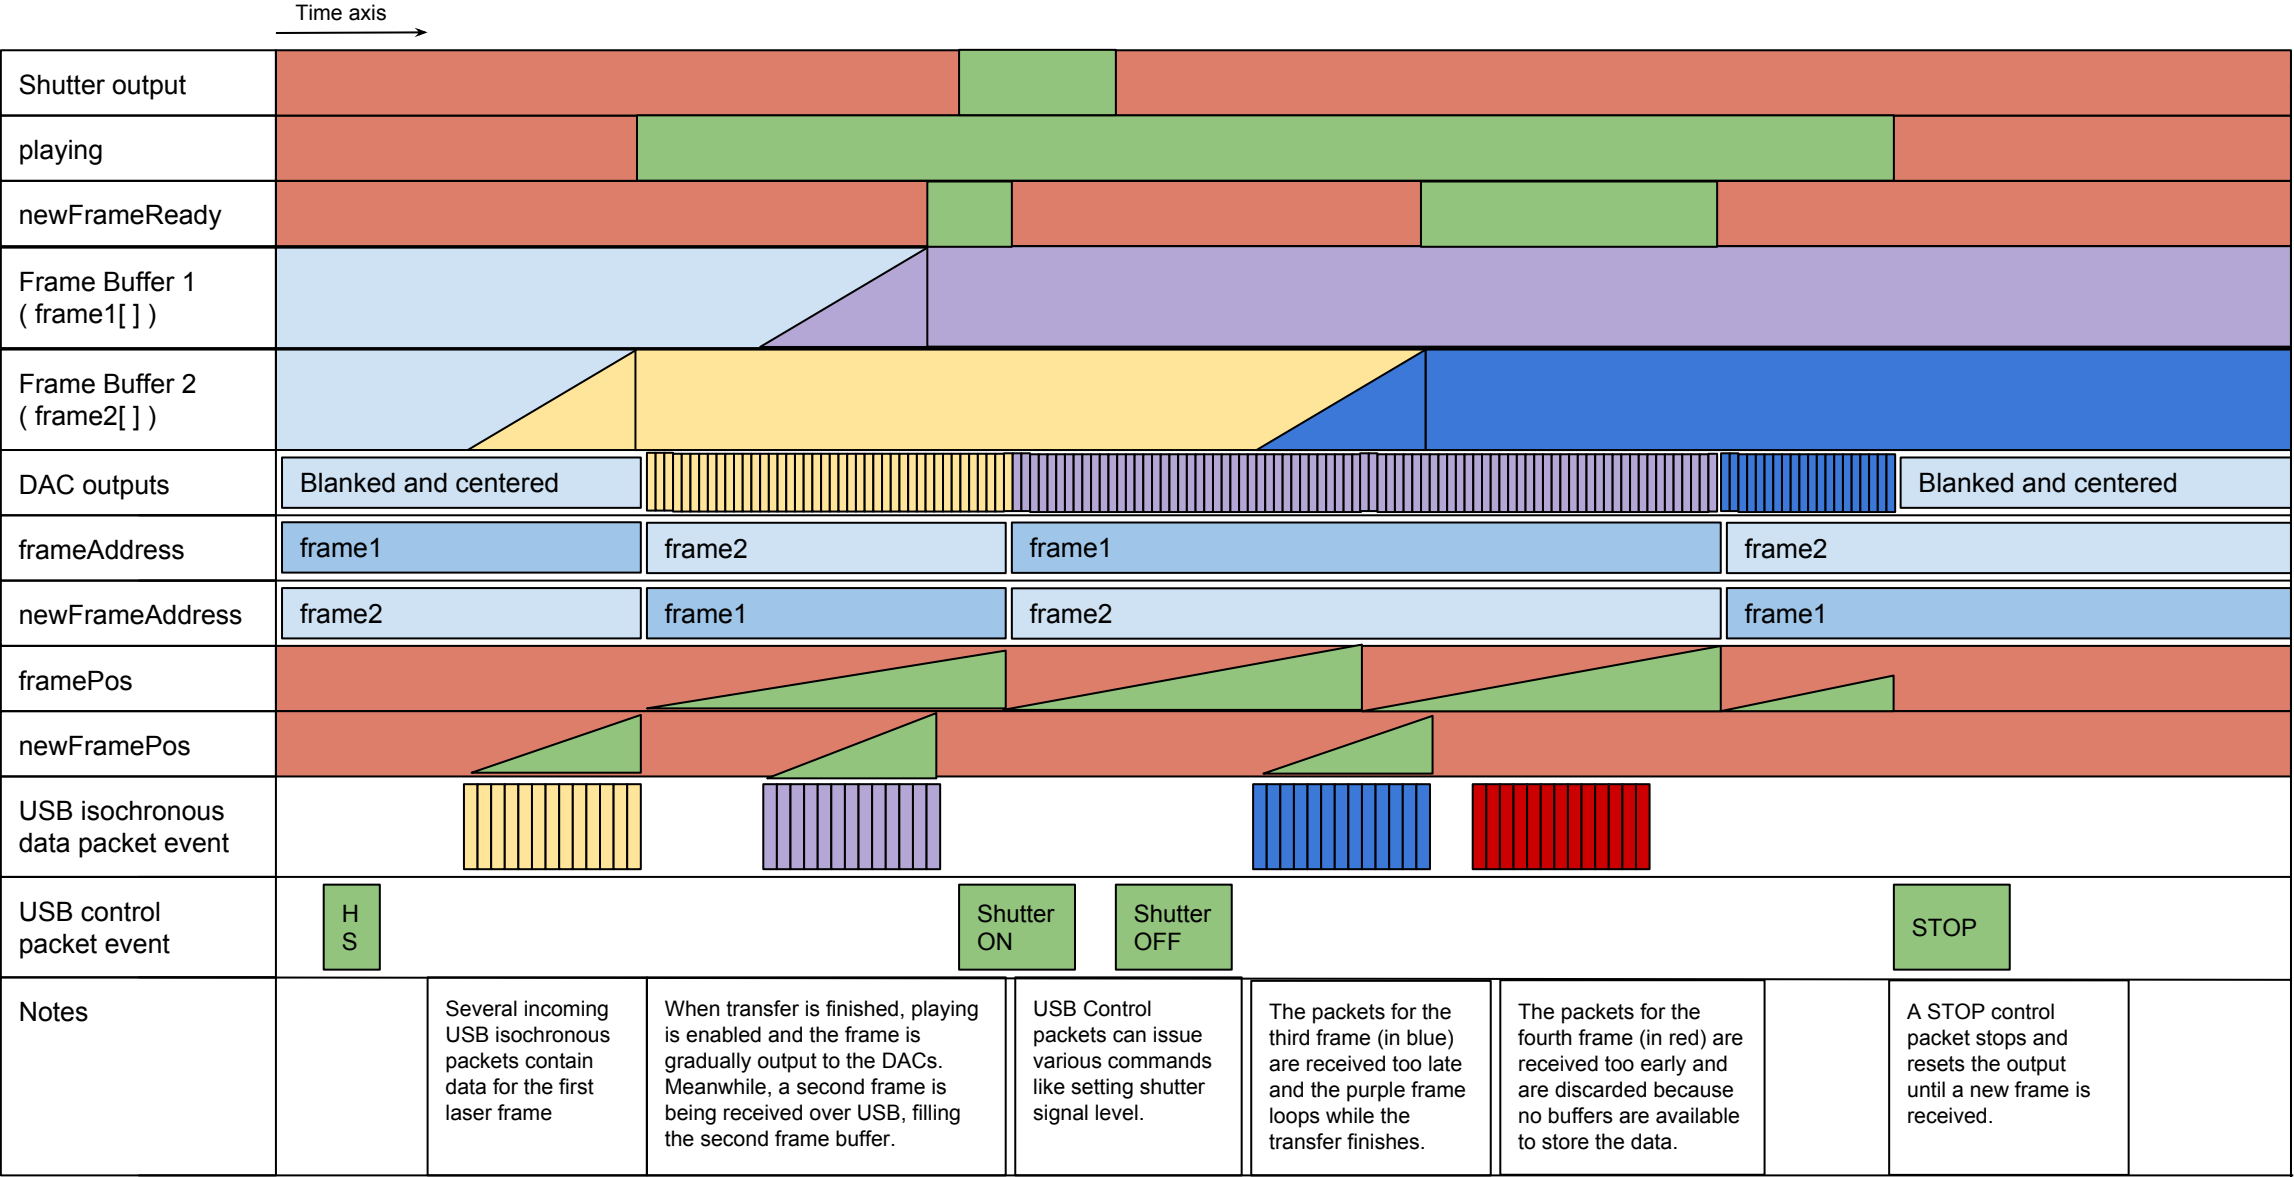 Time axis
Shutter output
playing
newFrameReady
Frame Buffer 1
( frame1[ ] )
Frame Buffer 2
( frame2[ ] )
DAC outputs
Blanked and centered
Blanked and centered
frameAddress
frame1
frame2
frame1
frame2
newFrameAddress
frame2
frame1
frame2
frame1
framePos
newFramePos
USB isochronous
data packet event
USB control
packet event
H
S
Shutter
ON
Shutter
OFF
STOP
Notes
Several incoming
USB isochronous
packets contain
data for the first
laser frame
When transfer is finished, playing
is enabled and the frame is
gradually output to the DACs.
Meanwhile, a second frame is
being received over USB, filling
the second frame buffer.
USB Control
packets can issue
various commands
like setting shutter
signal level.
The packets for the
third frame (in blue)
are received too late
and the purple frame
loops while the
transfer finishes.
The packets for the
fourth frame (in red) are
received too early and
are discarded because
no buffers are available
to store the data.
A STOP control
packet stops and
resets the output
until a new frame is
received.